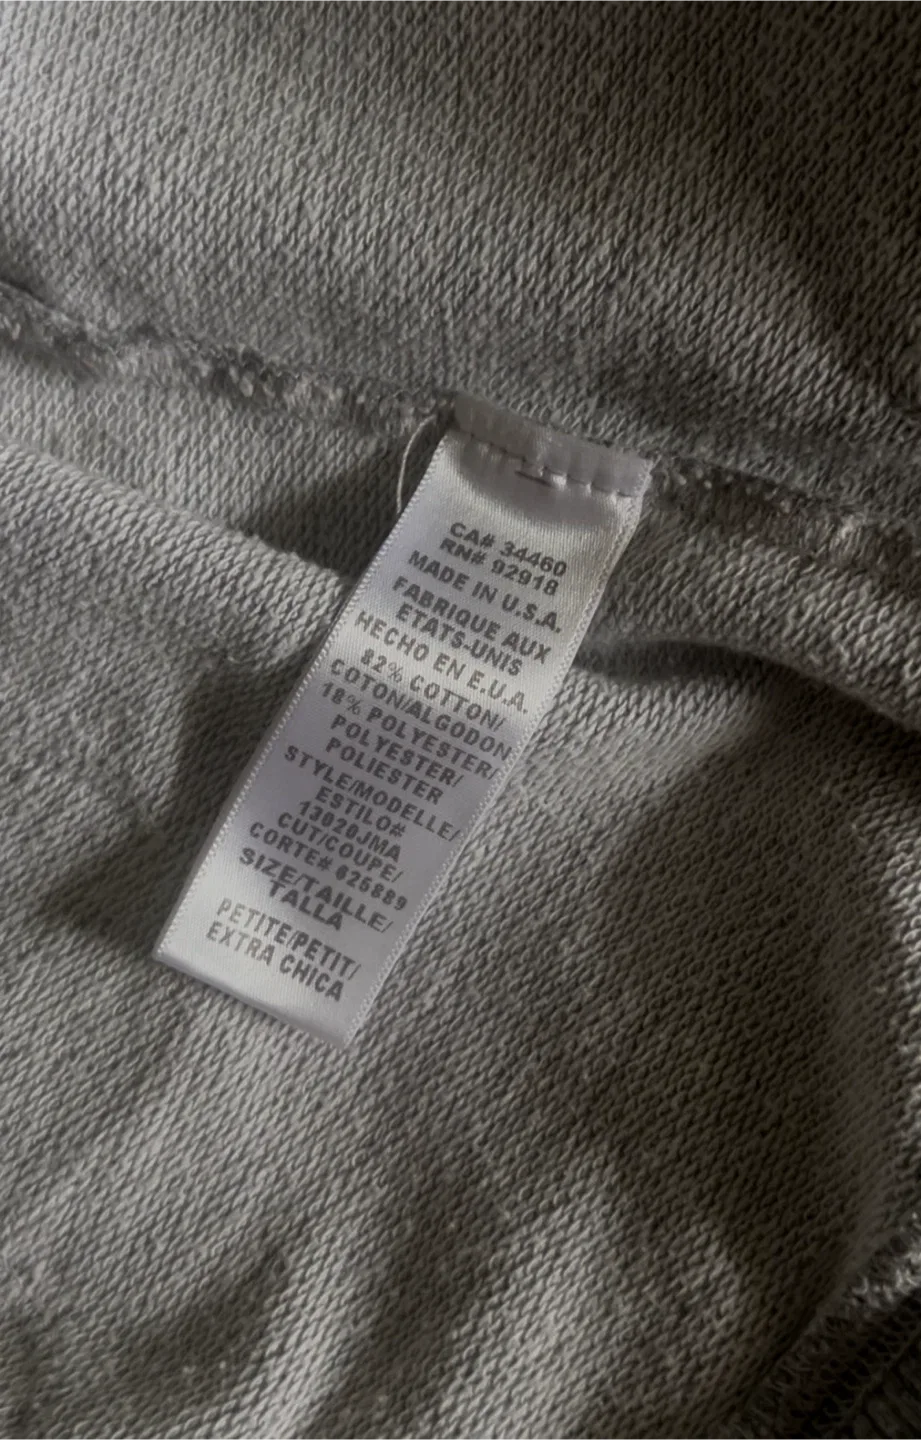 CA# 34460
RN# 92918
MADE IN U.S.A.
FABRIQUE AUX
ETATS-UNIS
HECHO EN E.U.A.
82% COTTON/
COTON/ALGODON
18% POLYESTER/
POLYESTER/
POLIESTER
STYLE/MODELLE/
ESTILO#
13020JMA
CUT/COUPE/
CORTE# 625889
SIZE/TAILLE/
TALLA
PETITE/PETIT/
EXTRA CHICA